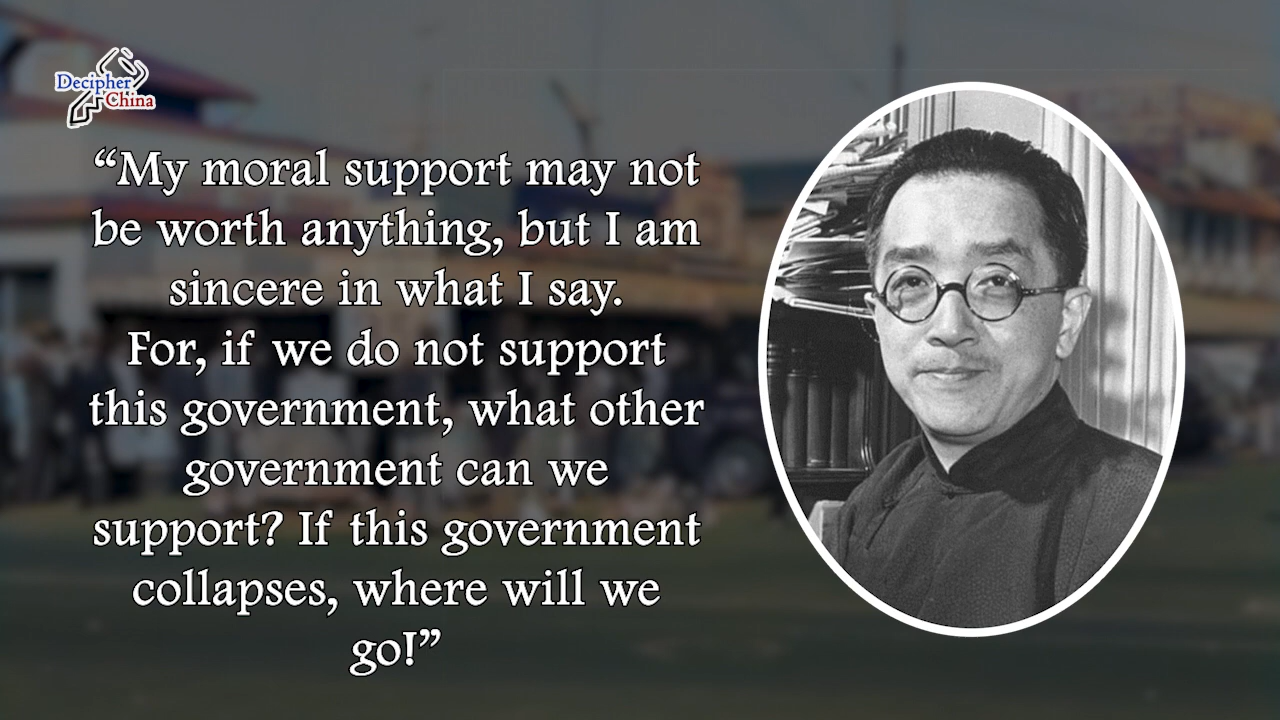 Decipher
China
“My moral support may not
be worth anything, but I am
sincere in what I say.
For, if we do not support
this government, what other
government can we
support? If this government
collapses, where will we
go!”